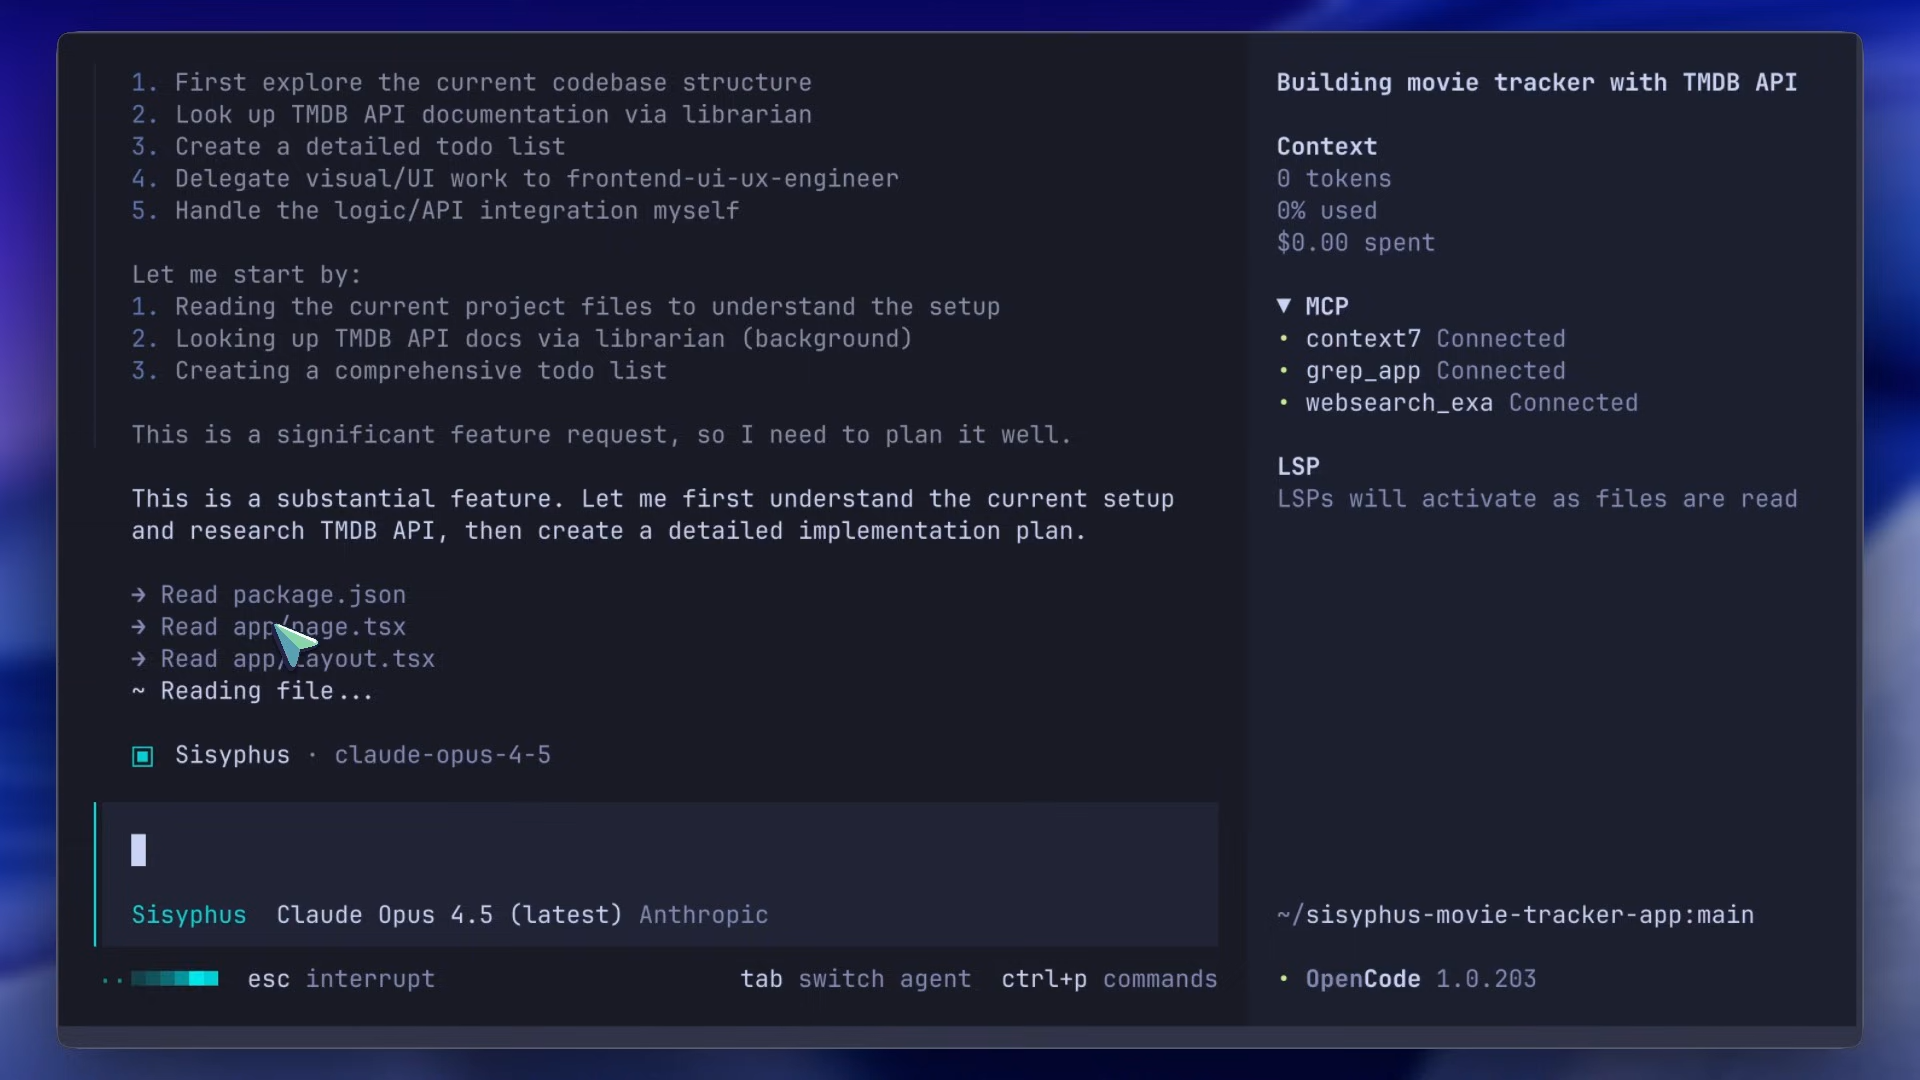 1. First explore the current codebase structure
2. Look up TMDB API documentation via librarian
3. Create a detailed todo list
4. Delegate visual/UI work to frontend-ui-ux-engineer
5. Handle the logic/API integration myself
Let me start by:
1. Reading the current project files to understand the setup
2. Looking up TMDB API docs via librarian (background)
3. Creating a comprehensive todo list
This is a significant feature request, so I need to plan it well.
This is a substantial feature. Let me first understand the current setup
and research TMDB API, then create a detailed implementation plan.
→ Read package.json
→ Read app/page.tsx
→ Read app/layout.tsx
~ Reading file...
Sisyphus · claude-opus-4-5
Sisyphus Claude Opus 4.5 (latest) Anthropic
esc interrupt
tab switch agent ctrl+p commands
Building movie tracker with TMDB API
Context
0 tokens
0% used
$0.00 spent
▼ MCP
• context7 Connected
• grep_app Connected
• websearch_exa Connected
LSP
LSPs will activate as files are read
~/sisyphus-movie-tracker-app:main
• OpenCode 1.0.203